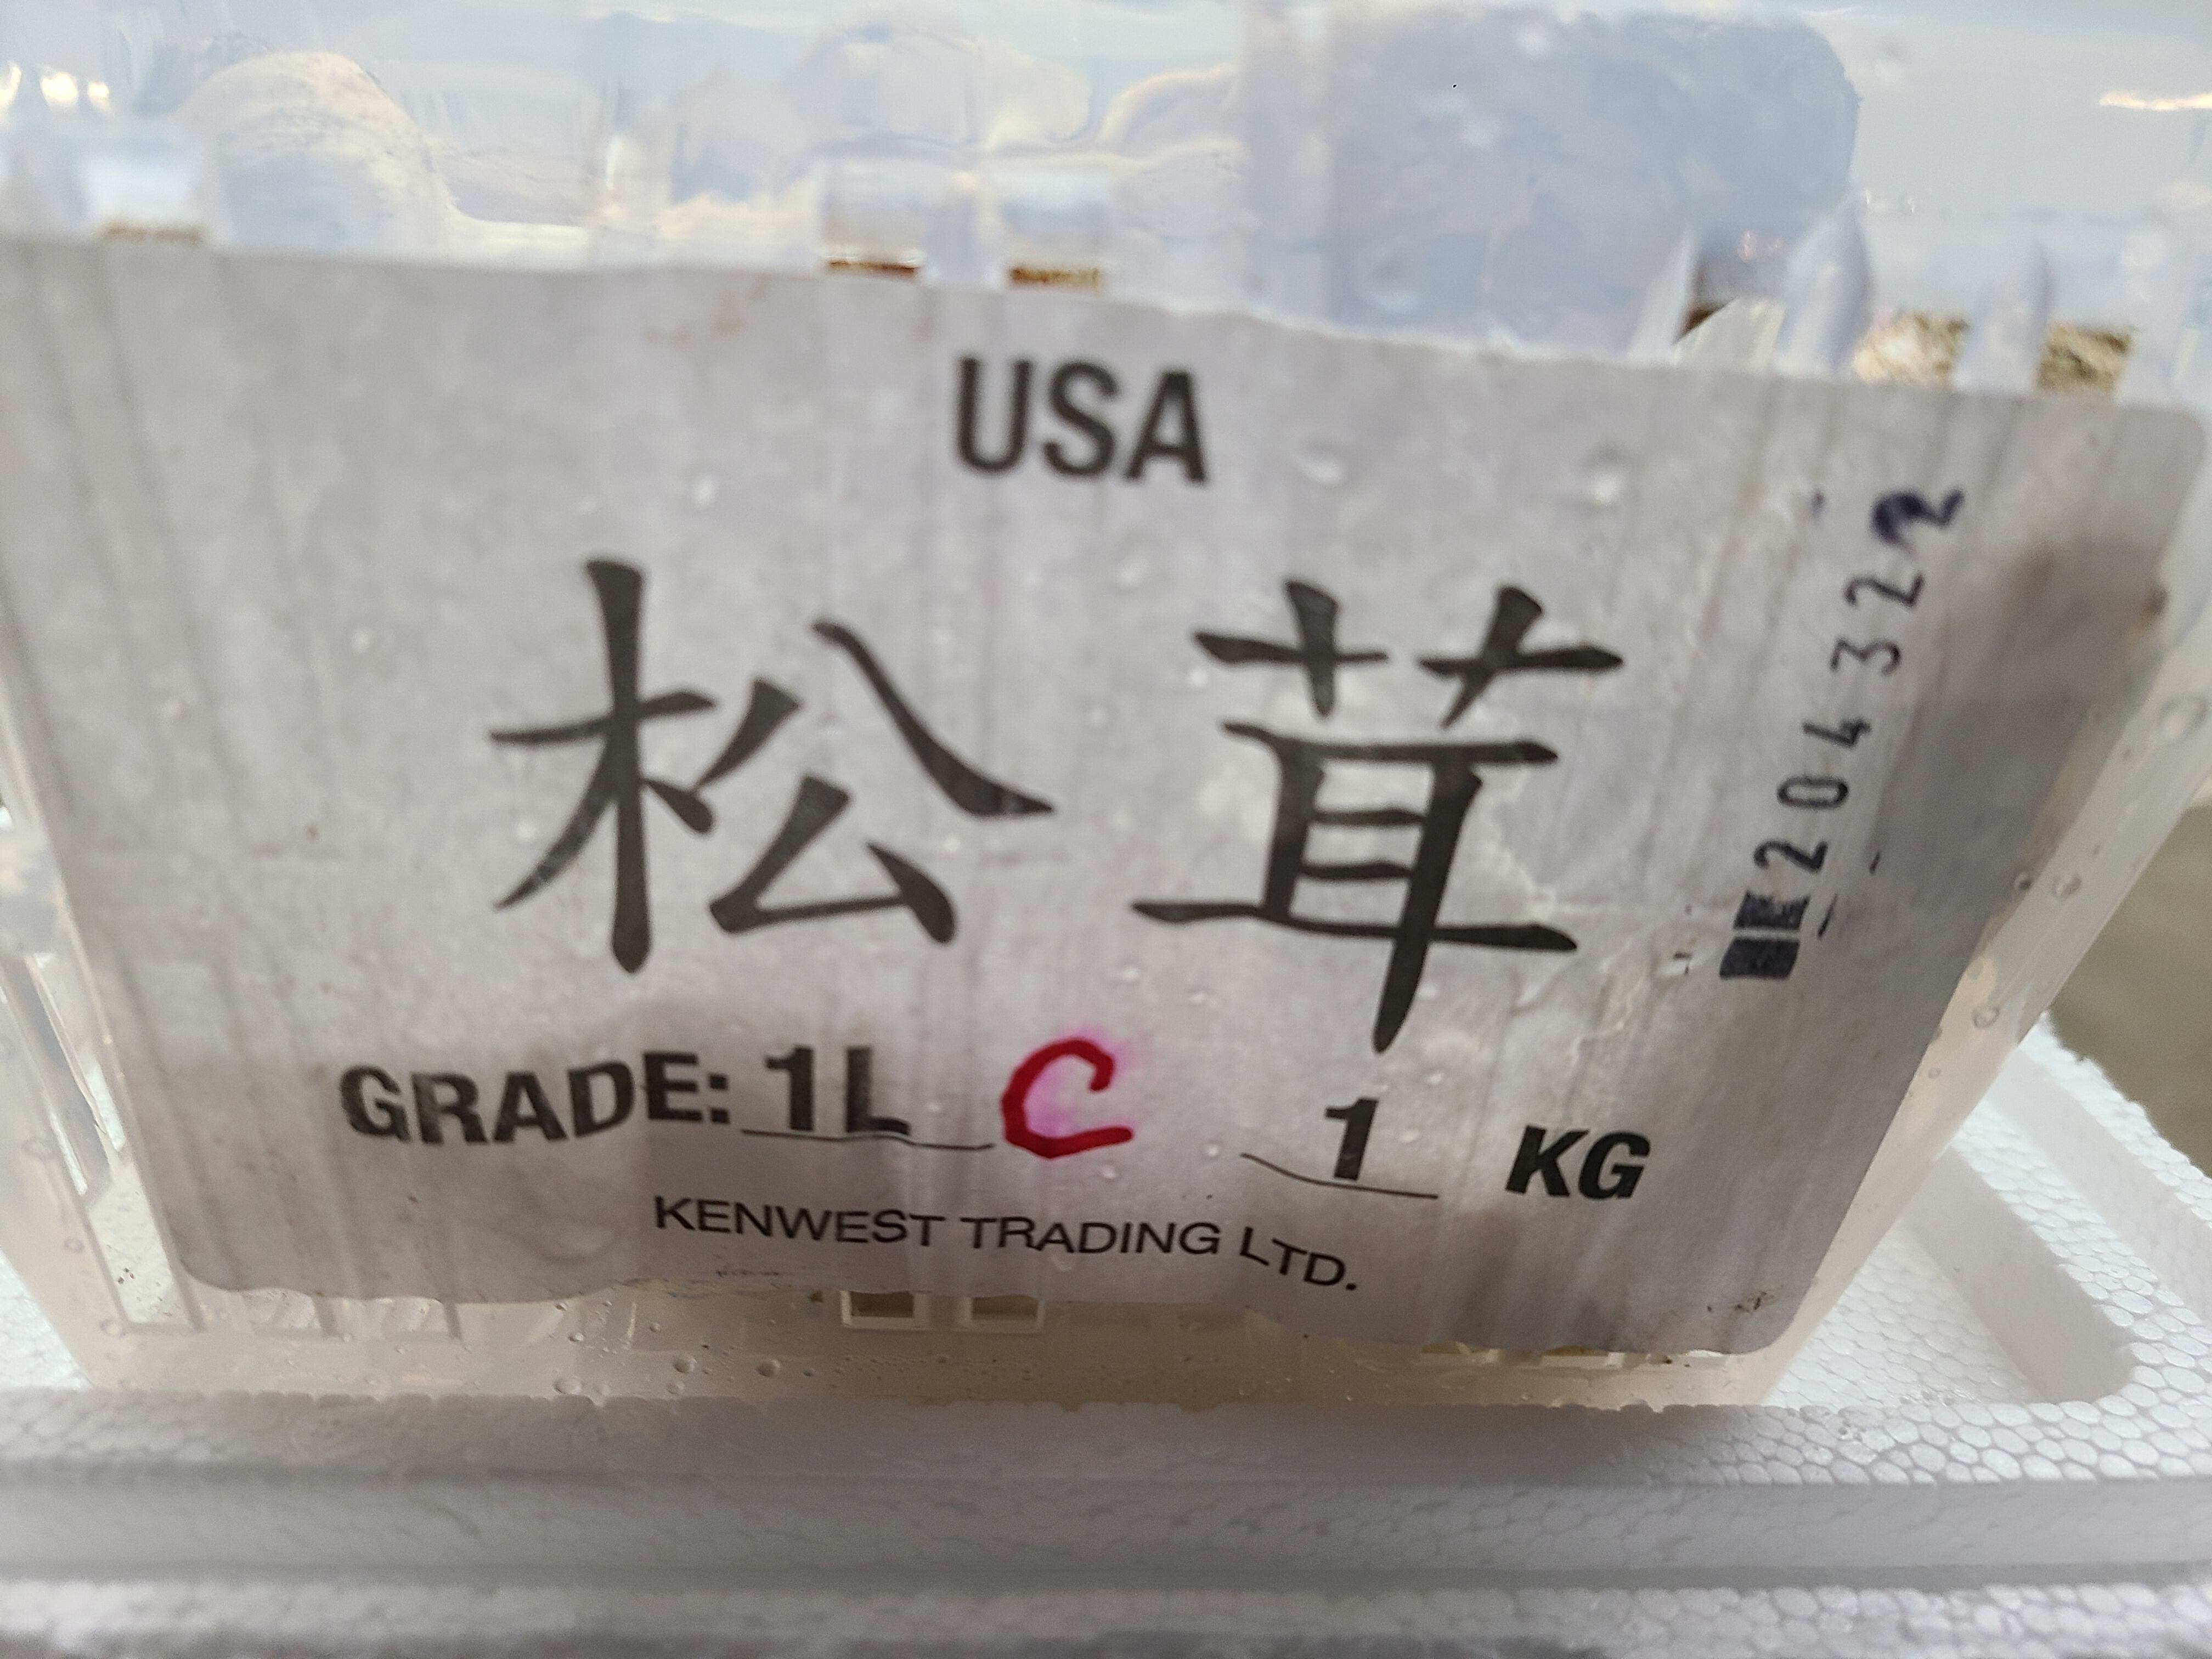 USA
松茸
GRADE: 1L C 1 KG
KENWEST TRADING LTD.
204322